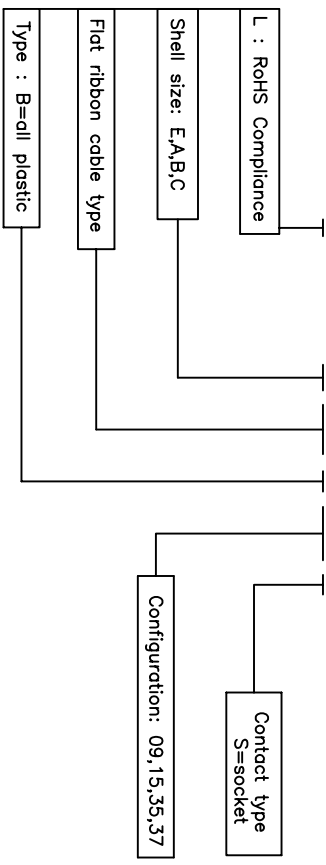 L : RoHS Compliance
Shell size: E,A,B,C
Flat ribbon cable type
Type : B=all plastic
Contact type
S=socket
Configuration: 09,15,35,37